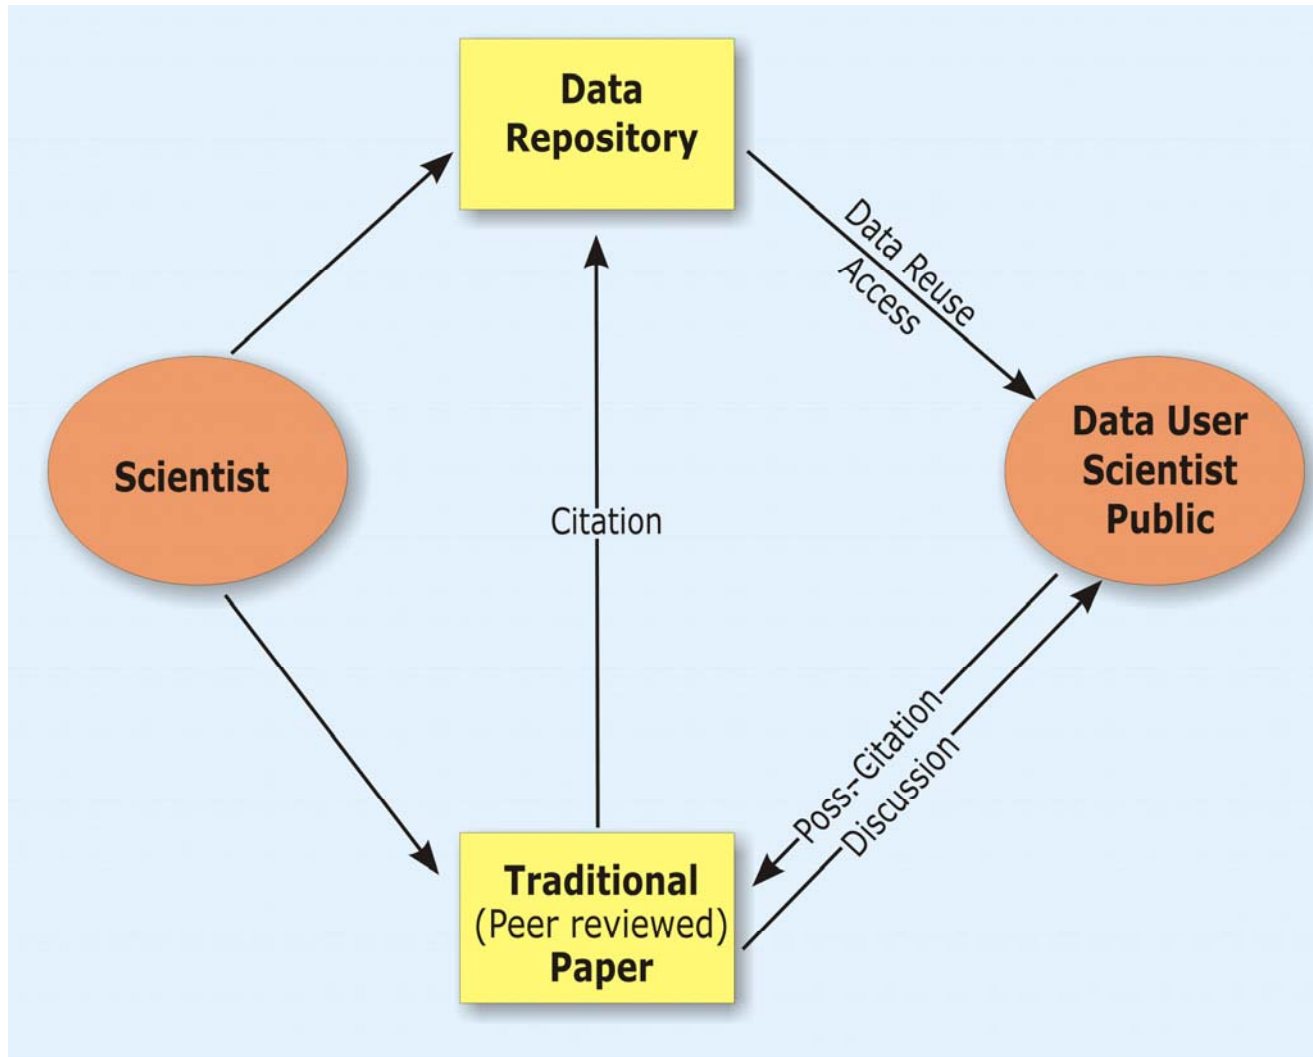 Data
Repository
Data Reuse
Access
Scientist
Data User
Scientist
Public
Citation
Poss. Citation
Discussion
Traditional
(Peer reviewed)
Paper